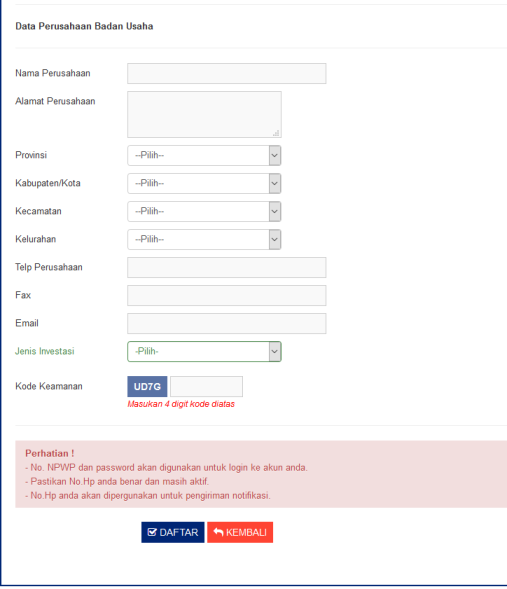 Data Perusahaan Badan Usaha
Nama Perusahaan
Alamat Perusahaan
Provinsi --Pilih--
Kabupaten/Kota --Pilih--
Kecamatan --Pilih--
Kelurahan --Pilih--
Telp Perusahaan
Fax
Email
Jenis Investasi -Pilih-
Kode Keamanan UD7G
Masukan 4 digit kode diatas
Perhatian !
- No. NPWP dan password akan digunakan untuk login ke akun anda.
- Pastikan No.Hp anda benar dan masih aktif.
- No.Hp anda akan dipergunakan untuk pengiriman notifikasi.
DAFTAR KEMBALI